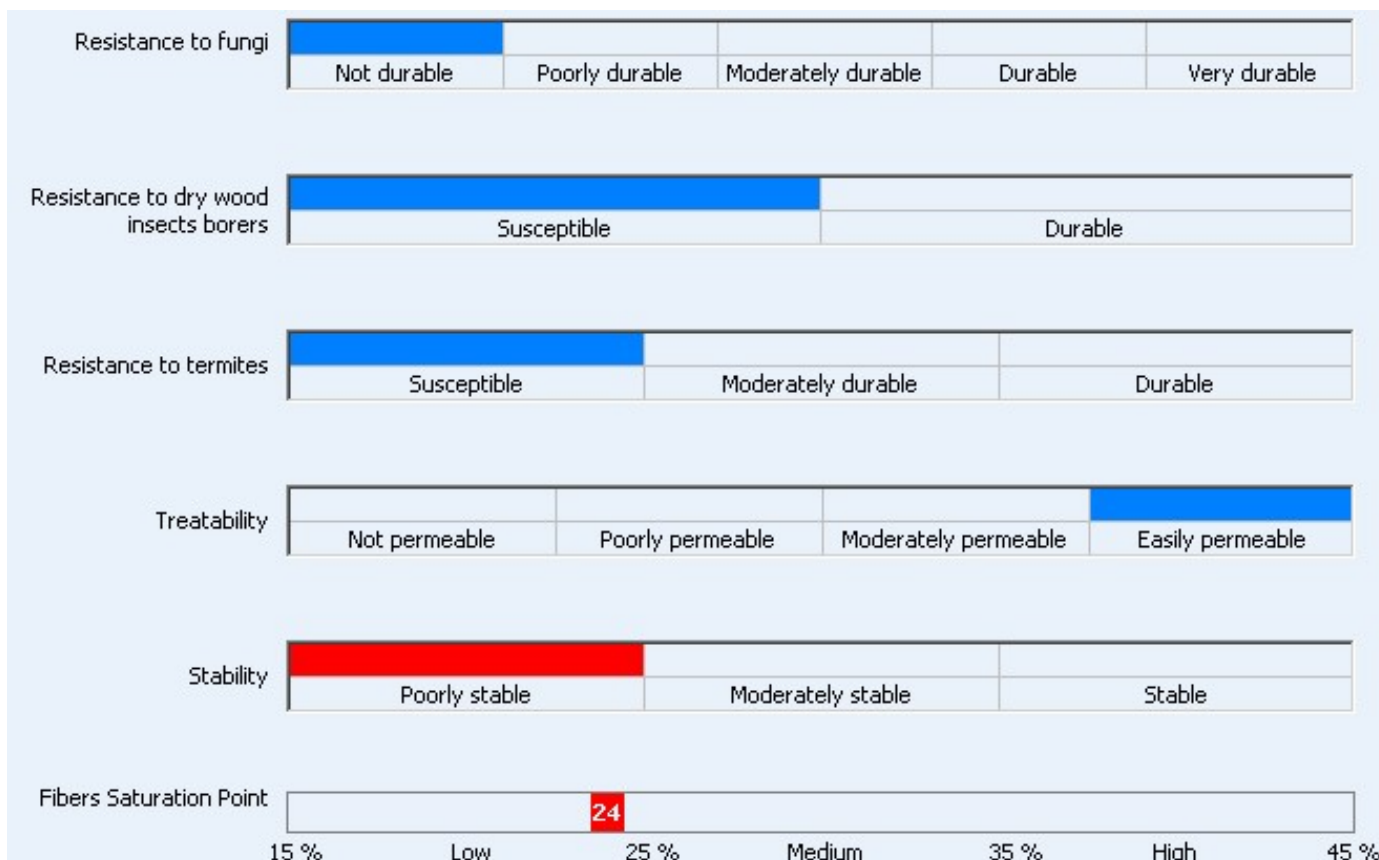 Resistance to fungi
Not durable Poorly durable Moderately durable Durable Very durable
Resistance to dry wood
insects borers
Susceptible Durable
Resistance to termites
Susceptible Moderately durable Durable
Treatability
Not permeable Poorly permeable Moderately permeable Easily permeable
Stability
Poorly stable Moderately stable Stable
Fibers Saturation Point
24
15 % Low 25 % Medium 35 % High 45 %